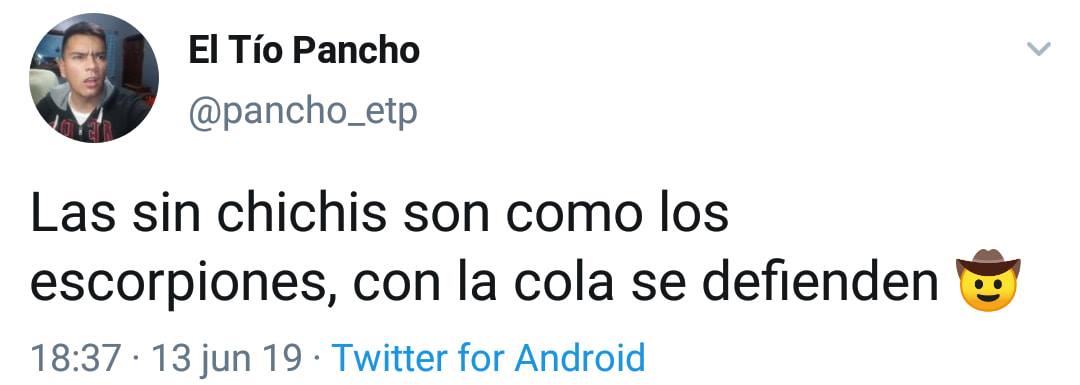 El Tío Pancho
@pancho_etp
Las sin chichis son como los
escorpiones, con la cola se defienden 🤠
18:37 · 13 jun 19 · Twitter for Android